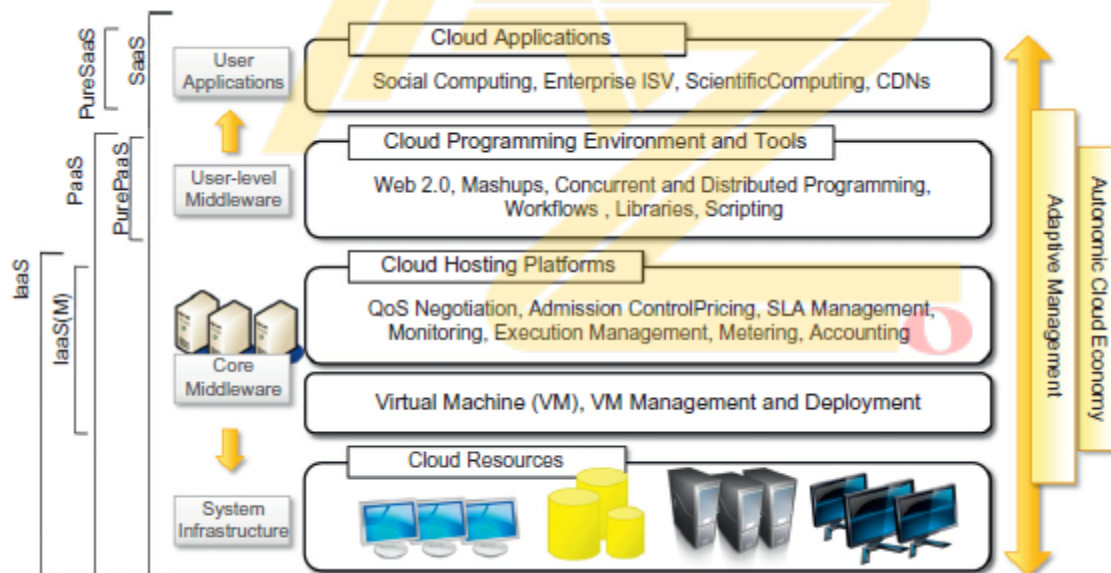 PureSaaS
SaaS
User
Applications
Cloud Applications
Social Computing, Enterprise ISV, ScientificComputing, CDNs
PaaS
PurePaaS
User-level
Middleware
Cloud Programming Environment and Tools
Web 2.0, Mashups, Concurrent and Distributed Programming,
Workflows , Libraries, Scripting
IaaS
IaaS(M)
Core
Middleware
Cloud Hosting Platforms
QoS Negotiation, Admission ControlPricing, SLA Management,
Monitoring, Execution Management, Metering, Accounting
Virtual Machine (VM), VM Management and Deployment
System
Infrastructure
Cloud Resources
Adaptive Management
Autonomic Cloud Economy